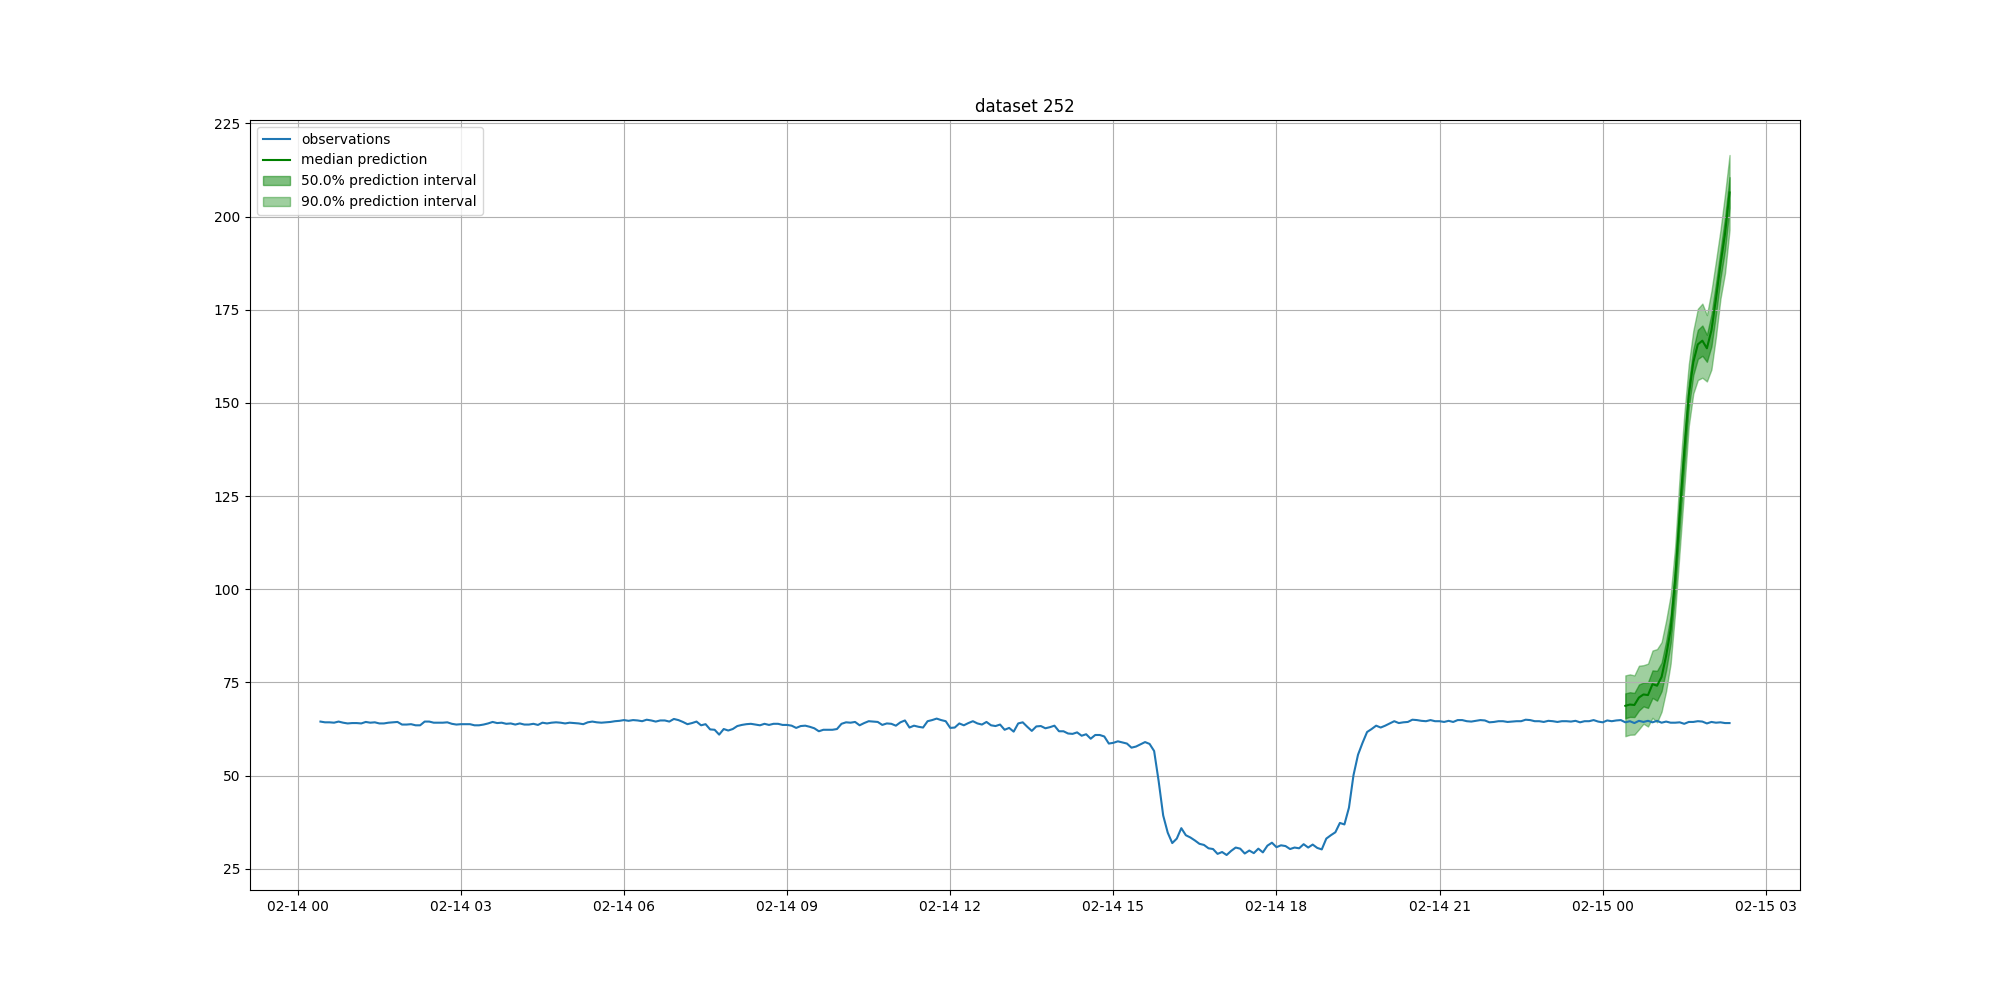 dataset 252
225
observations
median prediction
50.0% prediction interval
90.0% prediction interval
200
175
150
125
100
75
50
25
02-14 00 02-14 03 02-14 06 02-14 09 02-14 12 02-14 15 02-14 18 02-14 21 02-15 00 02-15 03